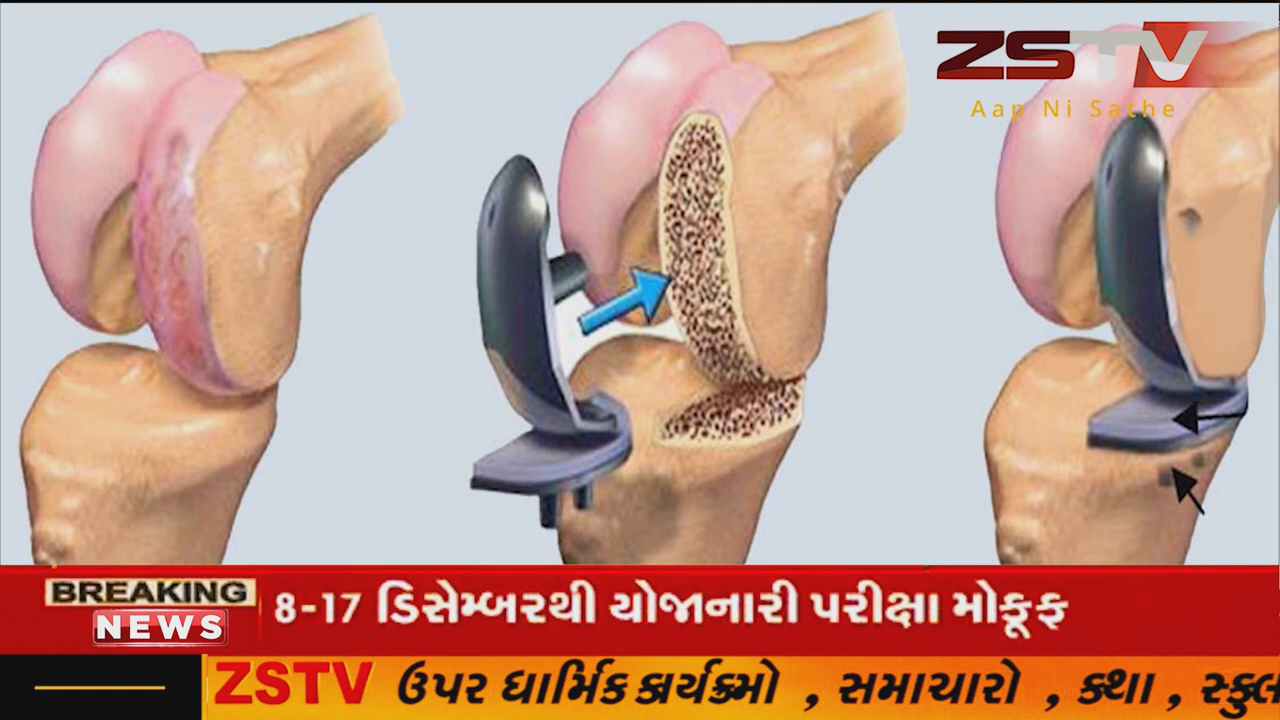 ZSTV
Aap Ni Sathe
BREAKING
NEWS
8-17 ડિસેમ્બરથી યોજાનારી પરીક્ષા મોકૂફ
ZSTV ઉપર ધાર્મિક કાર્યક્રમો , સમાચારો , કથા , સ્કુલ